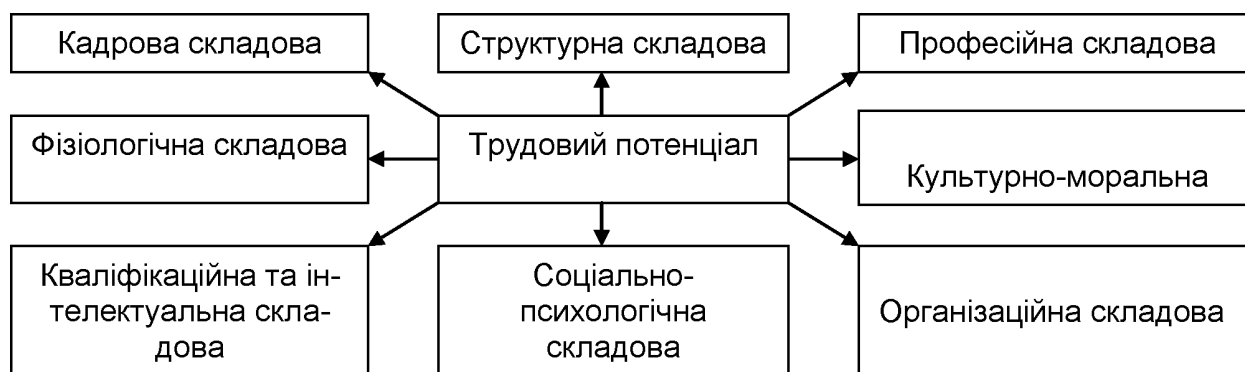 Кадрова складова
Структурна складова
Професійна складова
Фізіологічна складова
Трудовий потенціал
Культурно-моральна
Кваліфікаційна та ін-
телектуальна скла-
дова
Соціально-
психологічна
складова
Організаційна складова